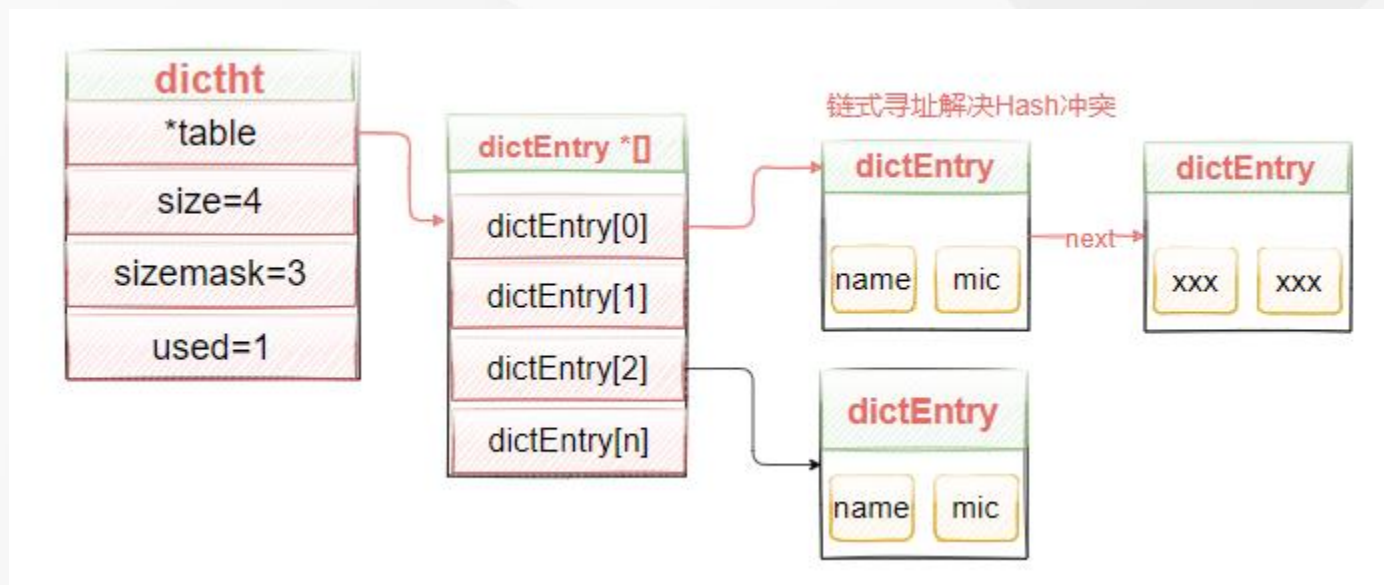 dictht
*table
size=4
sizemask=3
used=1
dictEntry *[]
dictEntry[0]
dictEntry[1]
dictEntry[2]
dictEntry[n]
链式寻址解决Hash冲突
dictEntry
name mic
next
dictEntry
xxx xxx
dictEntry
name mic